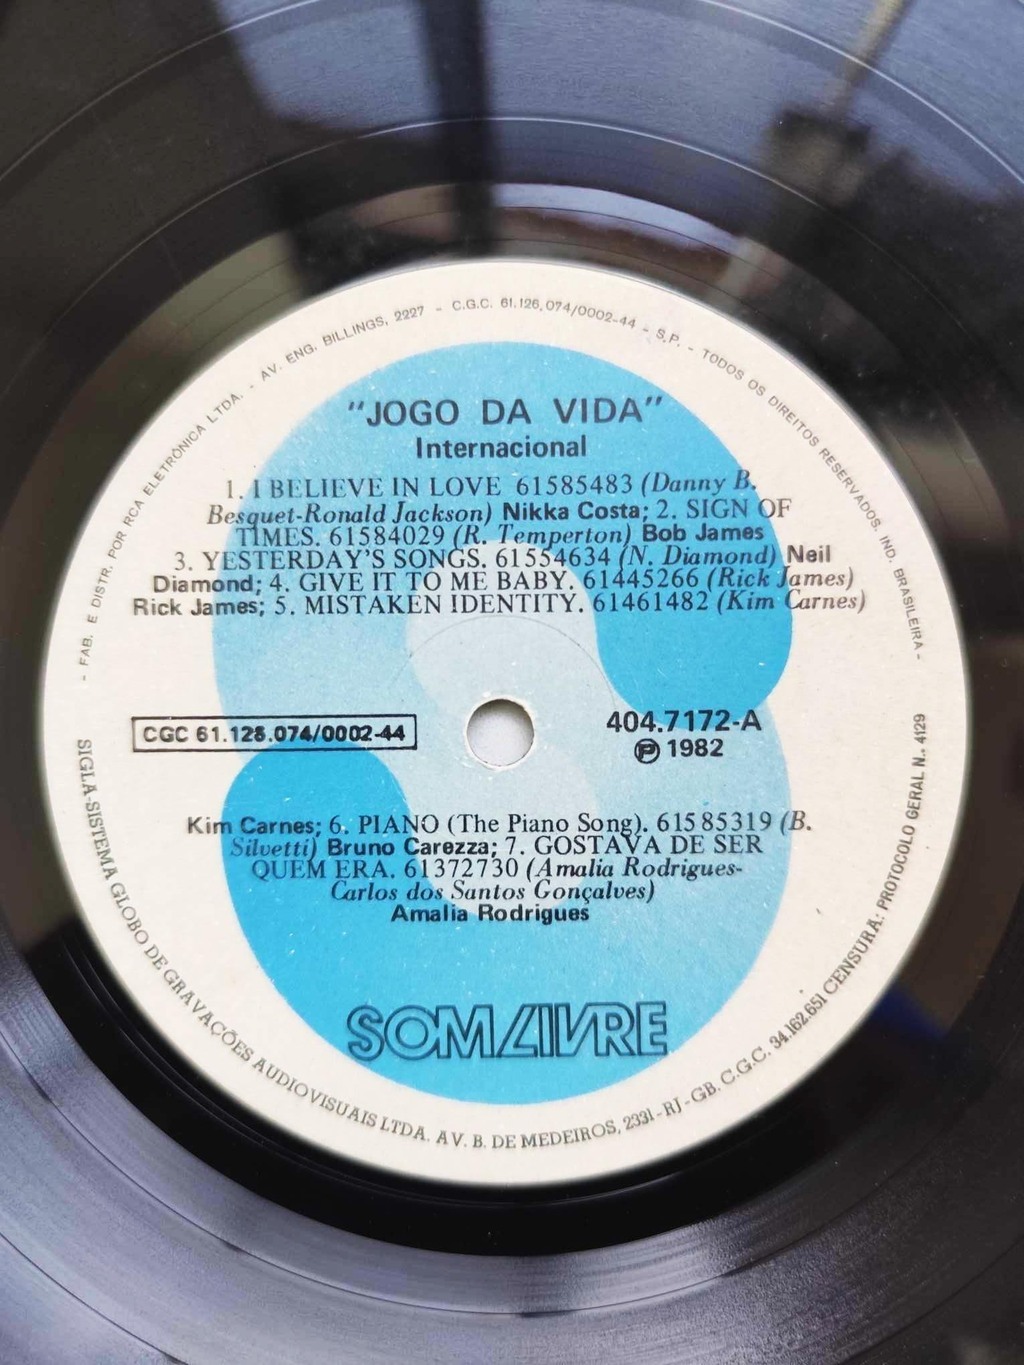 - FAB. E DISTR. POR RCA ELETRÔNICA LTDA. - AV. ENG. BILLINGS, 2227 - C.G.C. 61.126.074/0002-44 - S.P. - TODOS OS DIREITOS RESERVADOS. IND. BRASILEIRA -
"JOGO DA VIDA"
Internacional
1. I BELIEVE IN LOVE 61585483 (Danny B.
Besquet-Ronald Jackson) Nikka Costa; 2. SIGN OF
TIMES. 61584029 (R. Temperton) Bob James
3. YESTERDAY'S SONGS. 61554634 (N. Diamond) Neil
Diamond; 4. GIVE IT TO ME BABY. 61445266 (Rick James)
Rick James; 5. MISTAKEN IDENTITY. 61461482 (Kim Carnes)
CGC 61.126.074/0002-44
404.7172-A
Ⓟ 1982
Kim Carnes; 6. PIANO (The Piano Song). 61585319 (B.
Silvetti) Bruno Carezza; 7. GOSTAVA DE SER
QUEM ERA. 61372730 (Amalia Rodrigues-
Carlos dos Santos Gonçalves)
Amalia Rodrigues
SOM LIVRE
SIGLA-SISTEMA GLOBO DE GRAVAÇÕES AUDIOVISUAIS LTDA. AV. B. DE MEDEIROS, 2331 - RJ - GB. C.G.C. 34.162.651 CENSURA: PROTOCOLO GERAL N.. 4129